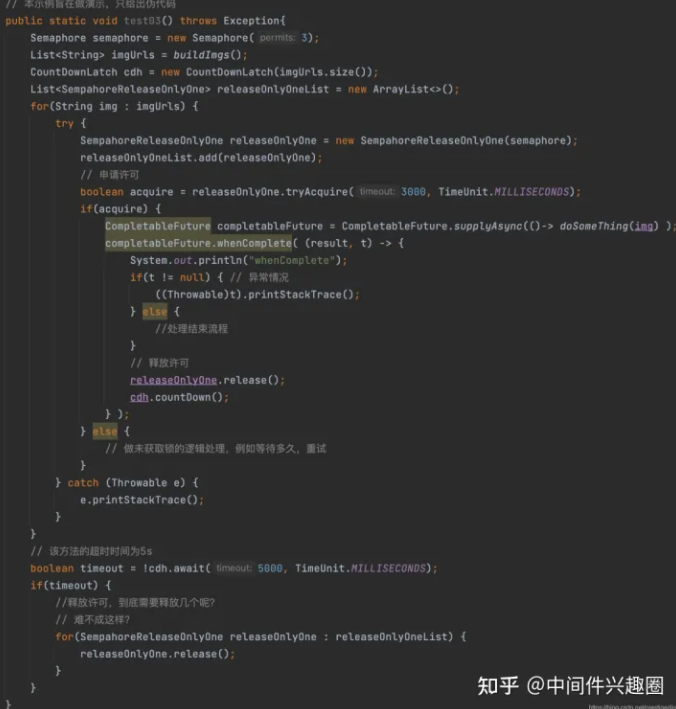 // 本示例旨在做演示，只给出伪代码
public static void test03() throws Exception{
    Semaphore semaphore = new Semaphore( permits: 3);
    List<String> imgUrls = buildImgs();
    CountDownLatch cdh = new CountDownLatch(imgUrls.size());
    List<SempahoreReleaseOnlyOne> releaseOnlyOneList = new ArrayList<>();
    for(String img : imgUrls) {
        try {
            SempahoreReleaseOnlyOne releaseOnlyOne = new SempahoreReleaseOnlyOne(semaphore);
            releaseOnlyOneList.add(releaseOnlyOne);
            // 申请许可
            boolean acquire = releaseOnlyOne.tryAcquire( timeout: 3000, TimeUnit.MILLISECONDS);
            if(acquire) {
                CompletableFuture completableFuture = CompletableFuture.supplyAsync(()-> doSomeThing(img) );
                completableFuture.whenComplete( (result, t) -> {
                    System.out.println("whenComplete");
                    if(t != null) { // 异常情况
                        ((Throwable)t).printStackTrace();
                    } else {
                        //处理结束流程
                    }
                    // 释放许可
                    releaseOnlyOne.release();
                    cdh.countDown();
                } );
            } else {
                // 做未获取锁的逻辑处理，例如等待多久，重试
            }
        } catch (Throwable e) {
            e.printStackTrace();
        }
    }
    // 该方法的超时时间为5s
    boolean timeout = !cdh.await( timeout: 5000, TimeUnit.MILLISECONDS);
    if(timeout) {
        //释放许可，到底需要释放几个呢？
        // 难不成这样？
        for(SempahoreReleaseOnlyOne releaseOnlyOne : releaseOnlyOneList) {
            releaseOnlyOne.release();
        }
    }
}
知乎 @中间件兴趣圈